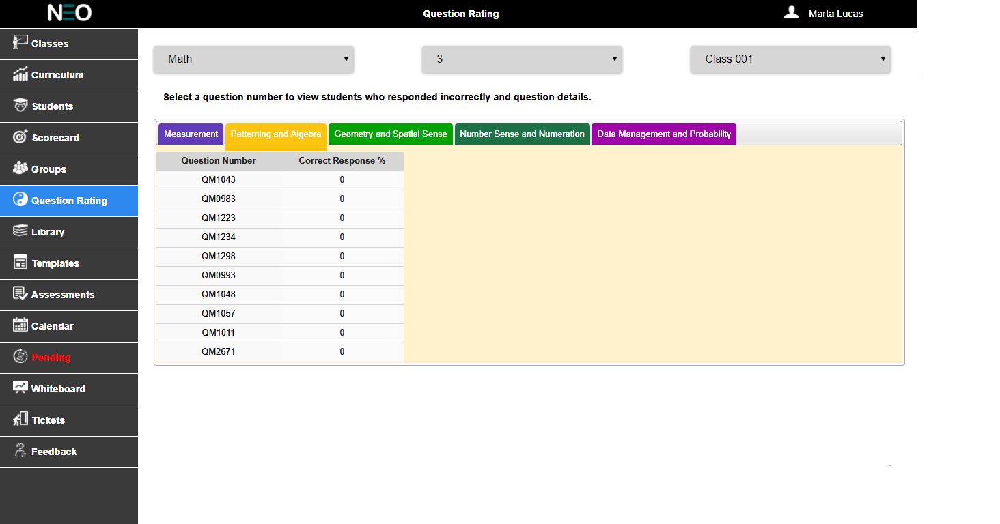 NEO
Question Rating
Marta Lucas
Classes
Curriculum
Students
Scorecard
Groups
Question Rating
Library
Templates
Assessments
Calendar
Pending
Whiteboard
Tickets
Feedback
Math
3
Class 001
Select a question number to view students who responded incorrectly and question details.
Measurement
Patterning and Algebra
Geometry and Spatial Sense
Number Sense and Numeration
Data Management and Probability
Question Number Correct Response %
QM1043 0
QM0983 0
QM1223 0
QM1234 0
QM1298 0
QM0993 0
QM1048 0
QM1057 0
QM1011 0
QM2671 0